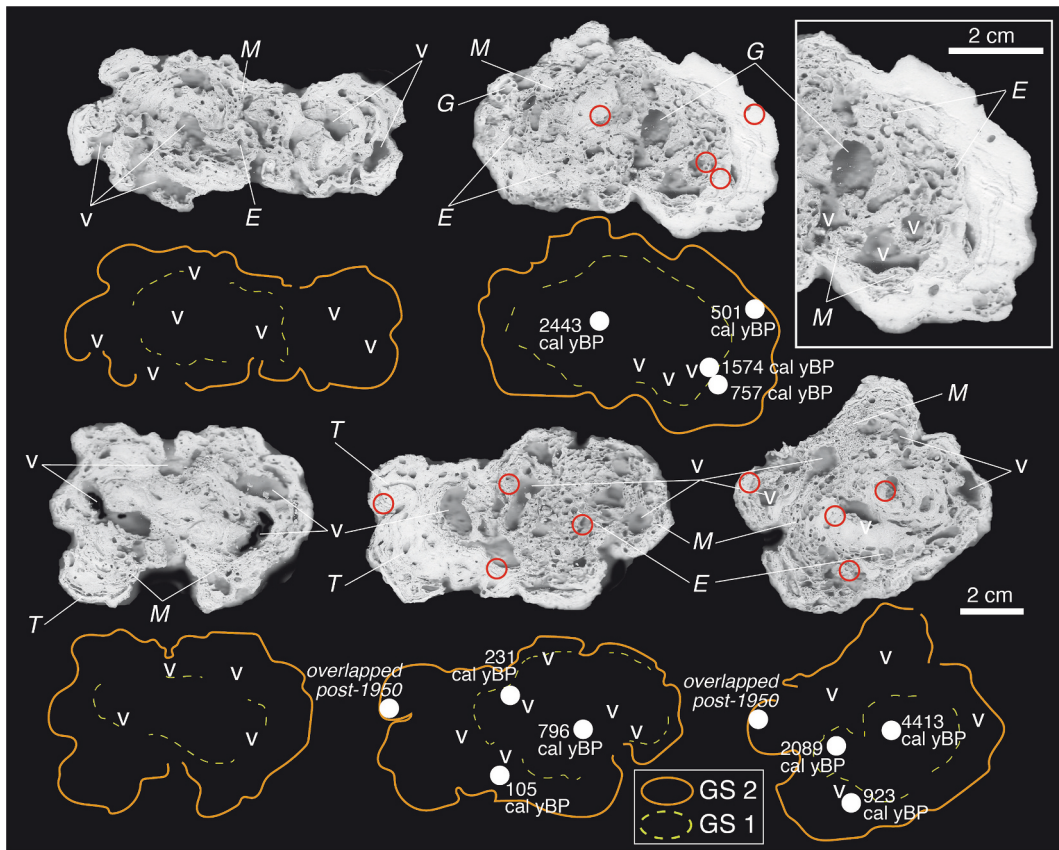 M
v
M
G
G
2 cm
E
v
E
E
v
v
v
M
v
v
v
v
v
2443
cal yBP
501
cal yBP
v
v
v
1574 cal yBP
757 cal yBP
T
M
v
v
v
v
v
v
M
T
E
T
M
2 cm
v
v
v
v
overlapped
post-1950
231
cal yBP
v
v
v
796
cal yBP
v
v
v
105
cal yBP
overlapped
post-1950
v
v
v
4413
cal yBP
2089
cal yBP
v
923
cal yBP
GS 2
GS 1